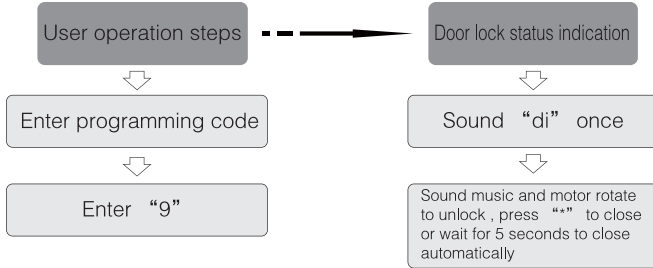 User operation steps
Door lock status indication
Enter programming code
Sound “di” once
Enter “9”
Sound music and motor rotate
to unlock , press “*” to close
or wait for 5 seconds to close
automatically